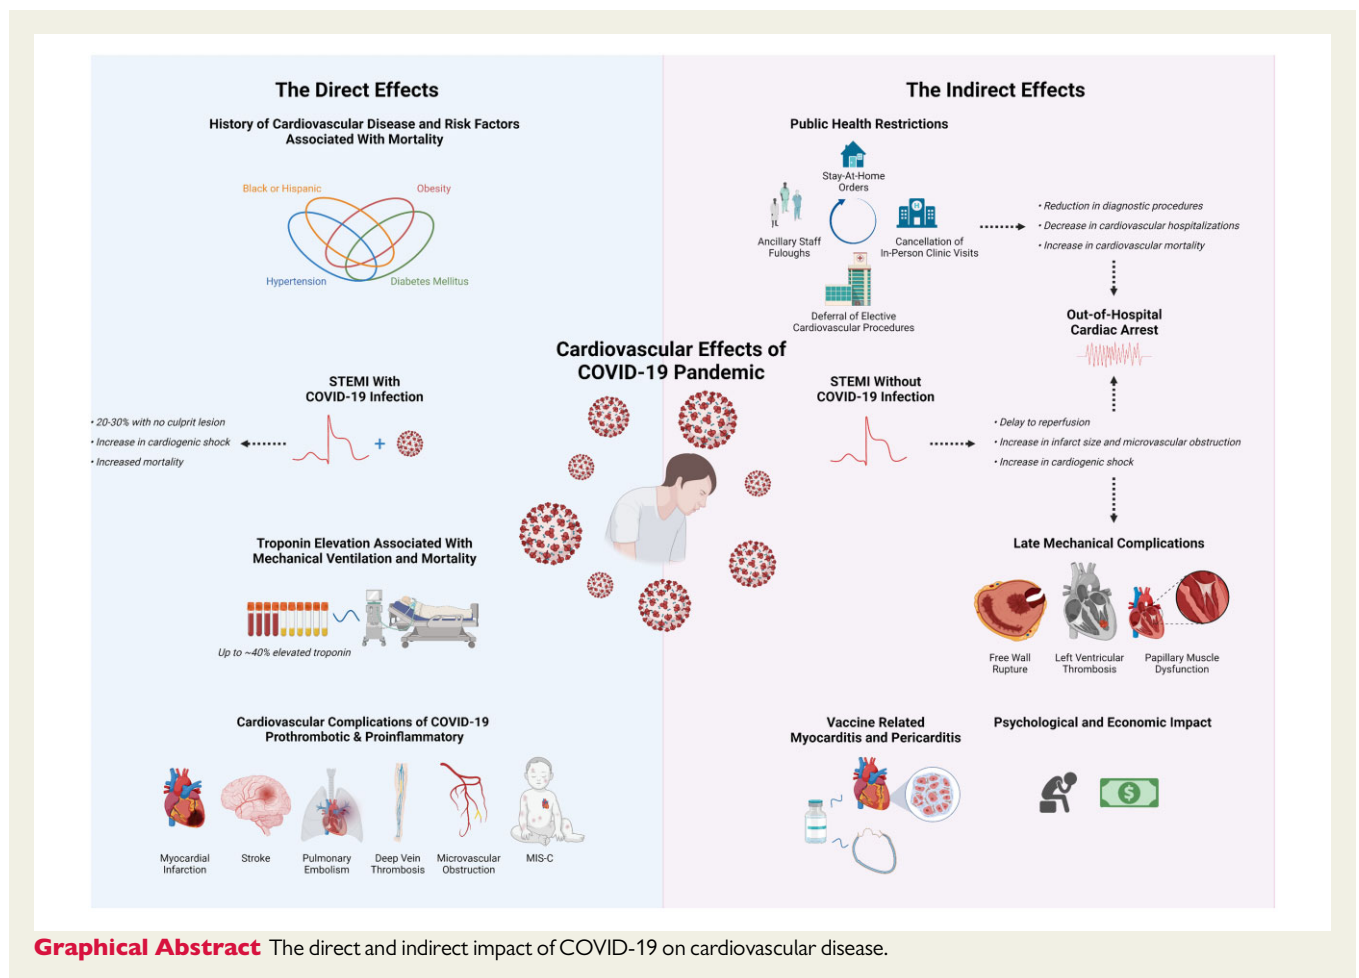 The Direct Effects
History of Cardiovascular Disease and Risk Factors
Associated With Mortality
Black or Hispanic
Obesity
Hypertension
Diabetes Mellitus
STEMI With
COVID-19 Infection
• 20-30% with no culprit lesion
• Increase in cardiogenic shock
• Increased mortality
+
Troponin Elevation Associated With
Mechanical Ventilation and Mortality
Up to ~40% elevated troponin
Cardiovascular Complications of COVID-19
Prothrombotic & Proinflammatory
Myocardial
Infarction
Stroke
Pulmonary
Embolism
Deep Vein
Thrombosis
Microvascular
Obstruction
MIS-C
Cardiovascular Effects of
COVID-19 Pandemic
The Indirect Effects
Public Health Restrictions
Stay-At-Home
Orders
Ancillary Staff
Fuloughs
H
Cancellation of
In-Person Clinic Visits
Deferral of Elective
Cardiovascular Procedures
• Reduction in diagnostic procedures
• Decrease in cardiovascular hospitalizations
• Increase in cardiovascular mortality
Out-of-Hospital
Cardiac Arrest
STEMI Without
COVID-19 Infection
• Delay to reperfusion
• Increase in infarct size and microvascular obstruction
• Increase in cardiogenic shock
Late Mechanical Complications
Free Wall
Rupture
Left Ventricular
Thrombosis
Papillary Muscle
Dysfunction
Vaccine Related
Myocarditis and Pericarditis
Psychological and Economic Impact
$
Graphical Abstract The direct and indirect impact of COVID-19 on cardiovascular disease.